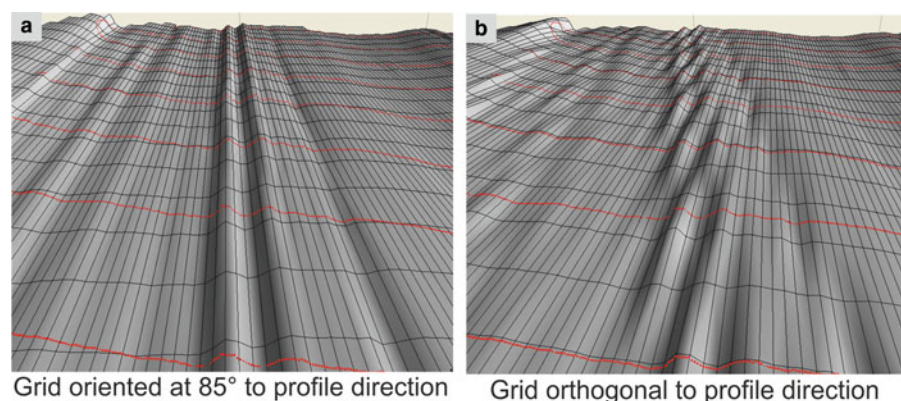 a
b
Grid oriented at 85° to profile direction
Grid orthogonal to profile direction